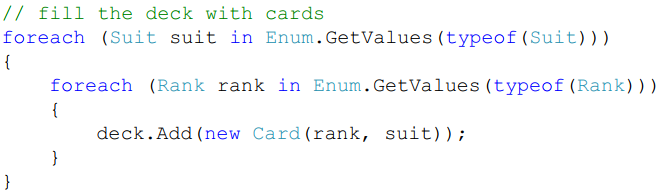 // fill the deck with cards
foreach (Suit suit in Enum.GetValues(typeof(Suit)))
{
    foreach (Rank rank in Enum.GetValues(typeof(Rank)))
    {
        deck.Add(new Card(rank, suit));
    }
}